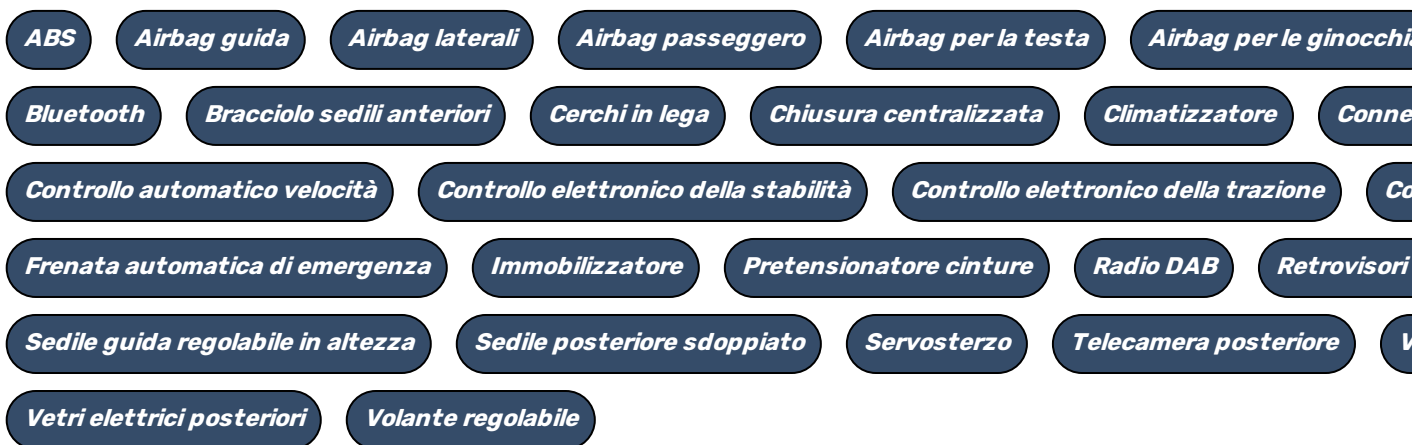 ABS Airbag guida Airbag laterali Airbag passeggero Airbag per la testa Airbag per le
Bluetooth Bracciolo sedili anteriori Cerchi in lega Chiusura centralizzata Climatizzatore
Controllo automatico velocità Controllo elettronico della stabilità Controllo elettronico della trazione
Frenata automatica di emergenza Immobilizzatore Pretensionatore cinture Radio DAB Retrovisori
Sedile guida regolabile in altezza Sedile posteriore sdoppiato Servosterzo Telecamera posteriore
Vetri elettrici posteriori Volante regolabile